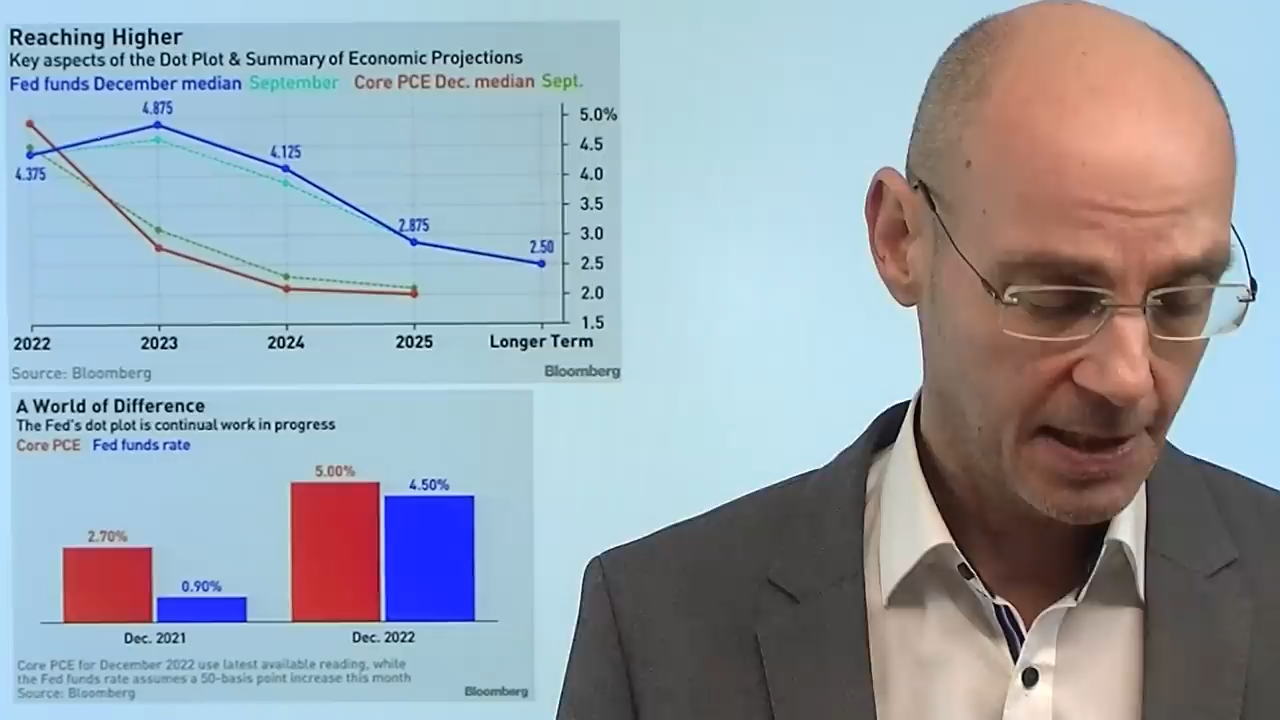 Reaching Higher
Key aspects of the Dot Plot & Summary of Economic Projections
Fed funds December median September Core PCE Dec. median Sept.
4.875
5.0%
4.5
4.125
4.0
4.375
3.5
2.875
3.0
2.50
2.5
2.0
1.5
2022 2023 2024 2025 Longer Term
Source: Bloomberg
Bloomberg
A World of Difference
The Fed's dot plot is continual work in progress
Core PCE Fed funds rate
5.00%
4.50%
2.70%
0.90%
Dec. 2021 Dec. 2022
Core PCE for December 2022 use latest available reading, while
the Fed funds rate assumes a 50-basis point increase this month
Source: Bloomberg
Bloomberg